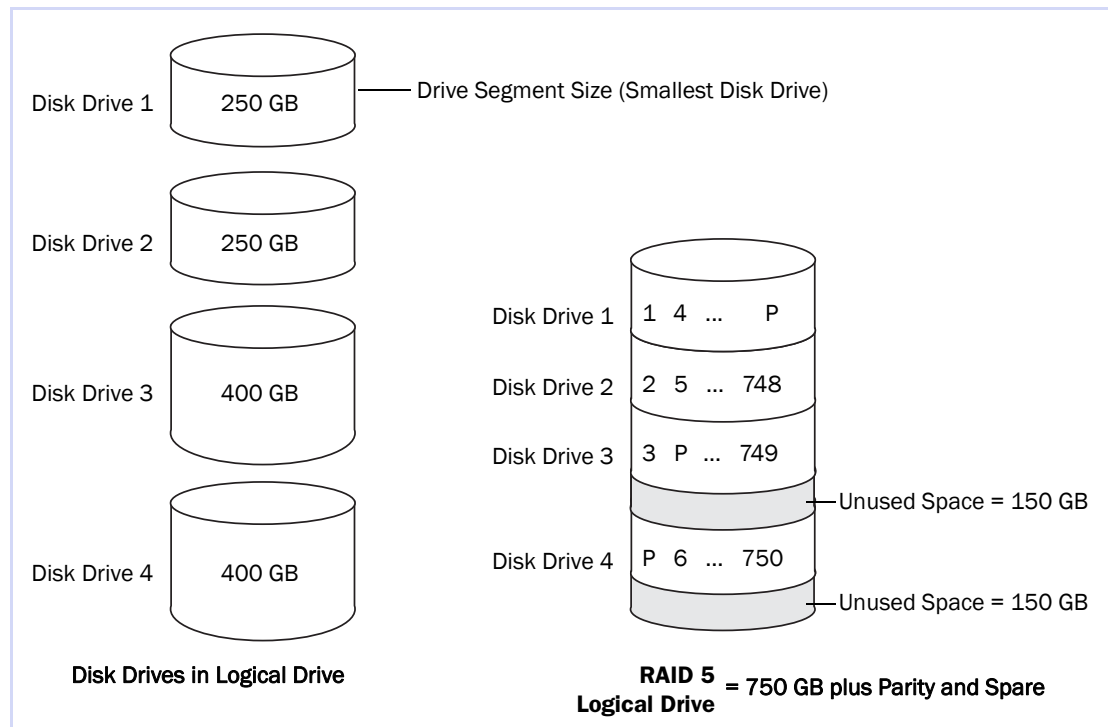 Disk Drive 1
250 GB
Drive Segment Size (Smallest Disk Drive)
Disk Drive 2
250 GB
Disk Drive 3
400 GB
Disk Drive 4
400 GB
Disk Drives in Logical Drive
Disk Drive 1
1 4 ... P
Disk Drive 2
2 5 ... 748
Disk Drive 3
3 P ... 749
Unused Space = 150 GB
Disk Drive 4
P 6 ... 750
Unused Space = 150 GB
RAID 5
Logical Drive
= 750 GB plus Parity and Spare